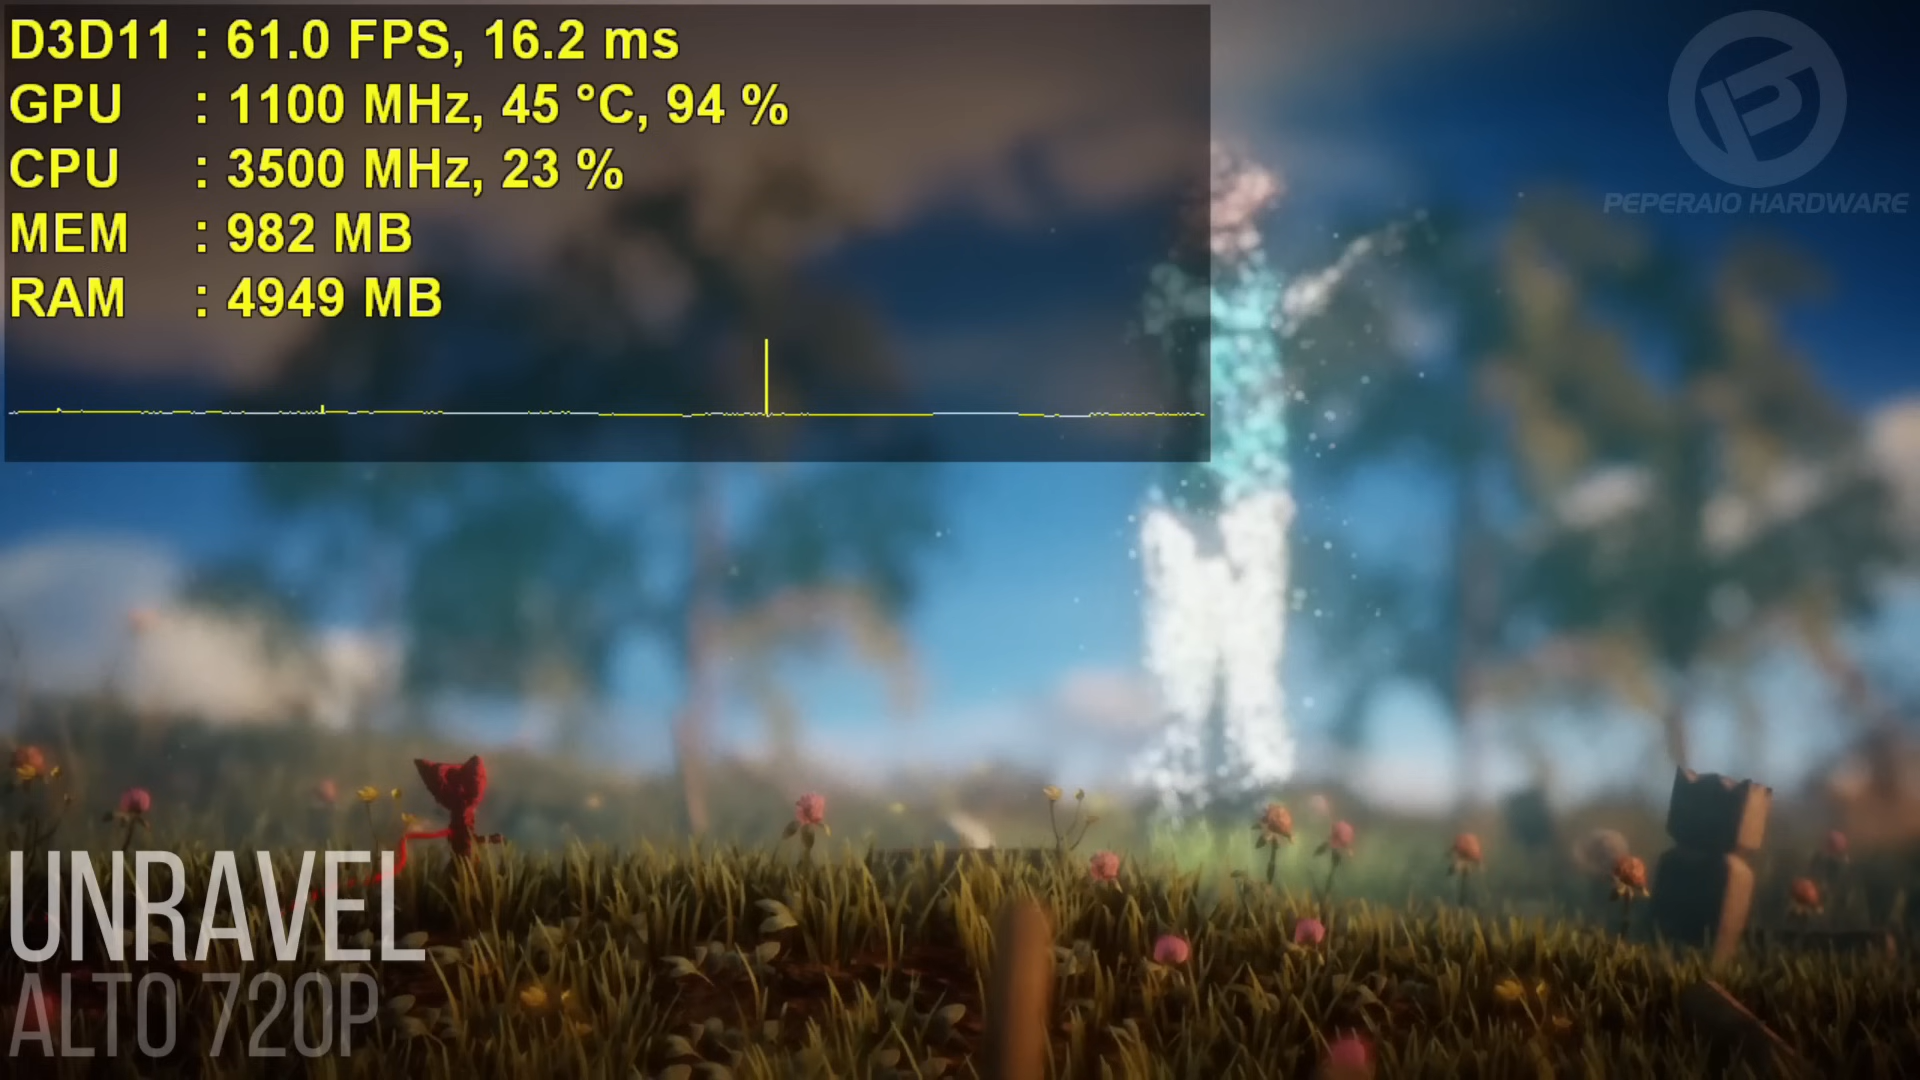 D3D11 : 61.0 FPS, 16.2 ms
GPU : 1100 MHz, 45 °C, 94 %
CPU : 3500 MHz, 23 %
MEM : 982 MB
RAM : 4949 MB
PEPERAIO HARDWARE
UNRAVEL
ALTO 720P